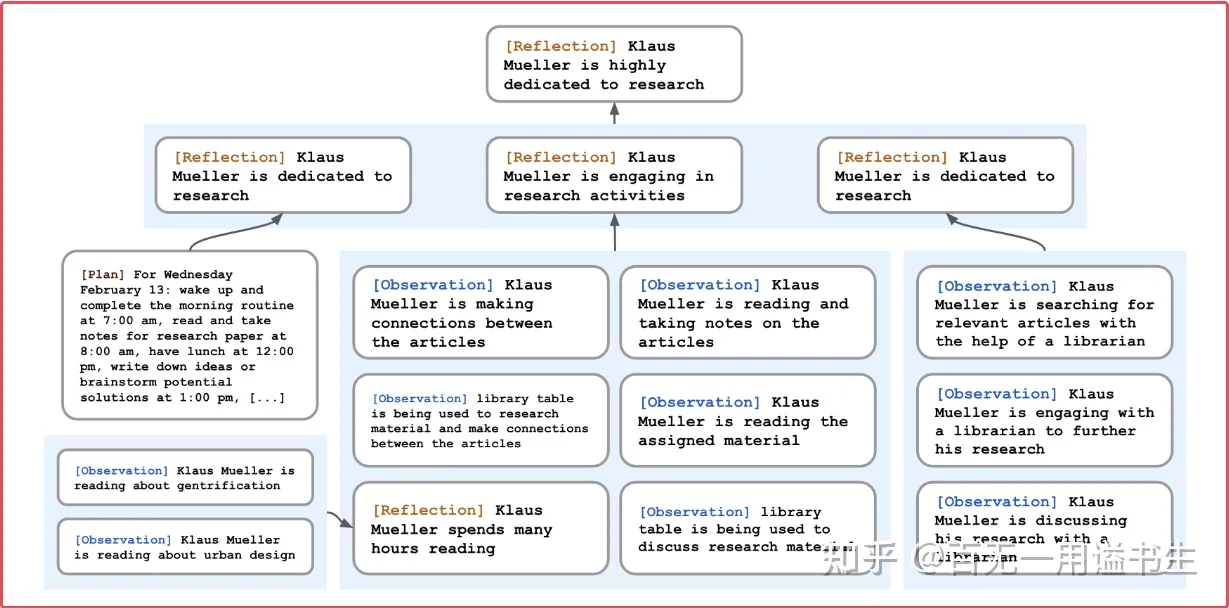 [Reflection] Klaus
Mueller is highly
dedicated to research
[Reflection] Klaus
Mueller is dedicated to
research
[Reflection] Klaus
Mueller is engaging in
research activities
[Reflection] Klaus
Mueller is dedicated to
research
[Plan] For Wednesday
February 13: wake up and
complete the morning routine
at 7:00 am, read and take
notes for research paper at
8:00 am, have lunch at 12:00
pm, write down ideas or
brainstorm potential
solutions at 1:00 pm, [...]
[Observation] Klaus Mueller is
reading about gentrification
[Observation] Klaus Mueller
is reading about urban design
[Observation] Klaus
Mueller is making
connections between
the articles
[Observation] Klaus
Mueller is reading and
taking notes on the
articles
[Observation] library table
is being used to research
material and make connections
between the articles
[Observation] Klaus
Mueller is reading the
assigned material
[Reflection] Klaus
Mueller spends many
hours reading
[Observation] library
table is being used to
discuss research material
[Observation] Klaus
Mueller is searching for
relevant articles with
the help of a librarian
[Observation] Klaus
Mueller is engaging with
a librarian to further
his research
[Observation] Klaus
Mueller is discussing
his research with a
librarian
知乎 @百无一用谥书生